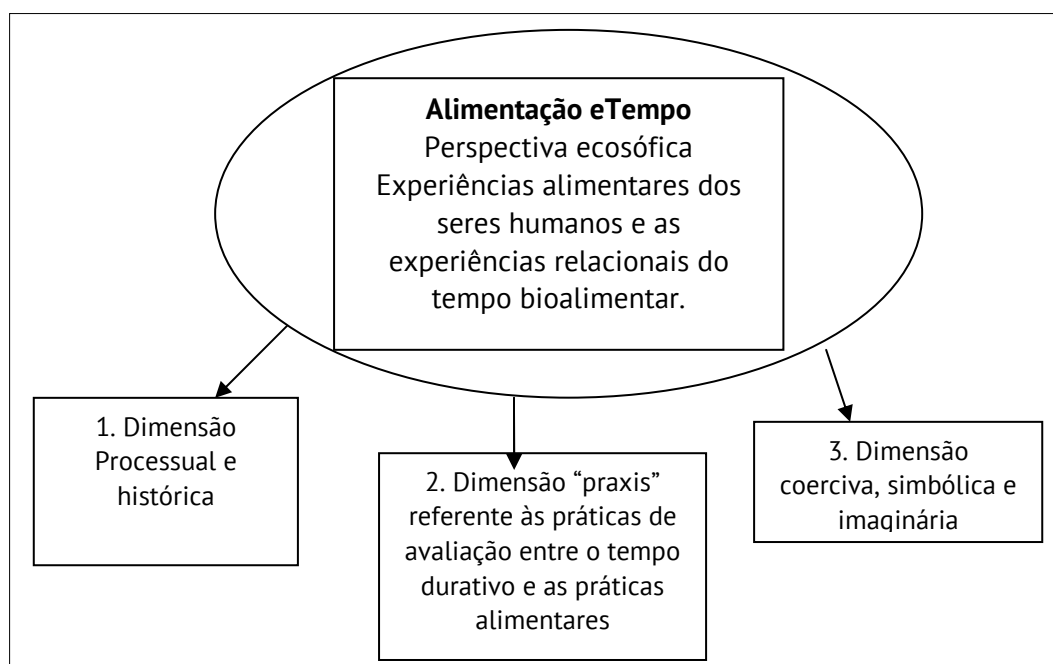 Alimentação eTempo
Perspectiva ecosófica
Experiências alimentares dos
seres humanos e as
experiências relacionais do
tempo bioalimentar.
1. Dimensão
Processual e
histórica
2. Dimensão “praxis”
referente às práticas de
avaliação entre o tempo
durativo e as práticas
alimentares
3. Dimensão
coerciva, simbólica e
imaginária